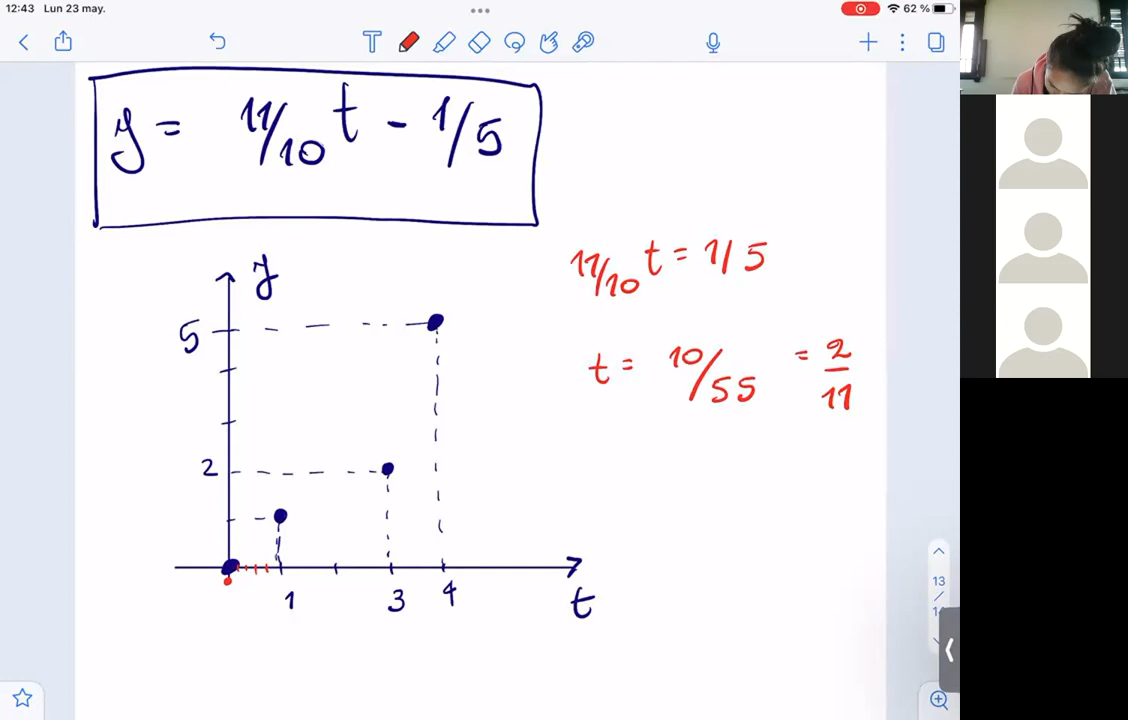 12:43 Lun 23 may.
62 %
y = 11/10 t - 1/5
11/10 t = 1/5
t = 10/55 = 2/11
y
5
2
1 3 4
t
13
/